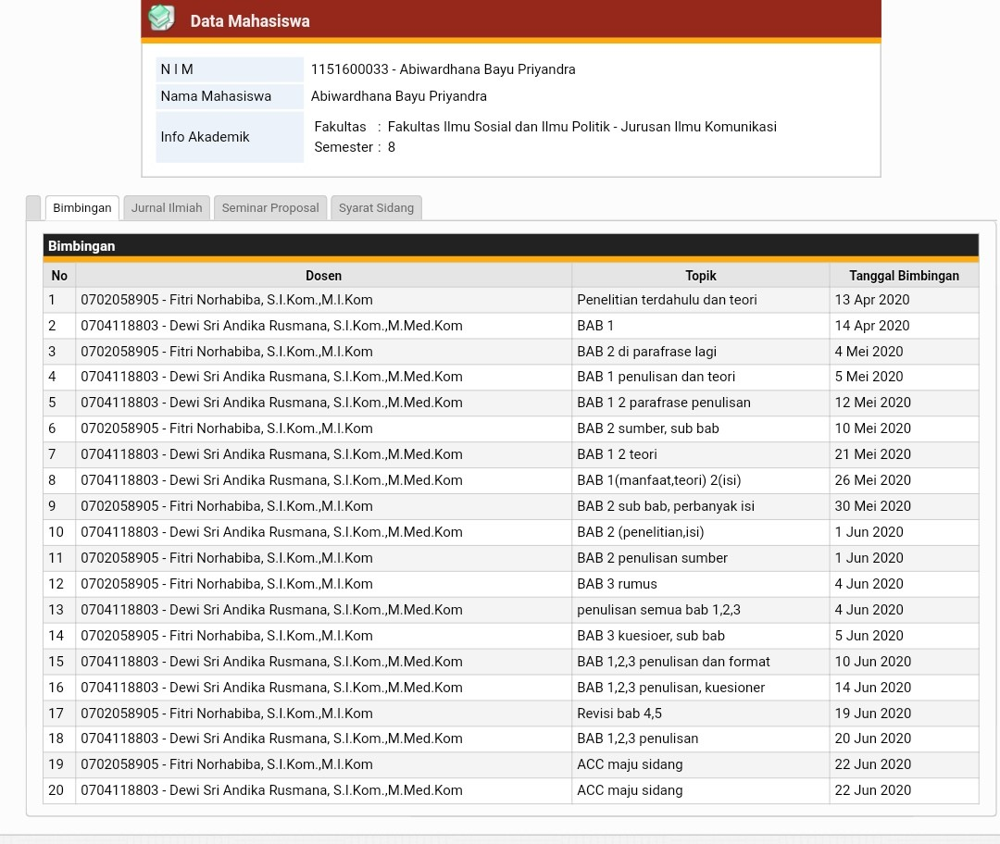 Data Mahasiswa
N I M 1151600033 - Abiwardhana Bayu Priyandra
Nama Mahasiswa Abiwardhana Bayu Priyandra
Info Akademik
Fakultas : Fakultas Ilmu Sosial dan Ilmu Politik - Jurusan Ilmu Komunikasi
Semester : 8
Bimbingan Jurnal Ilmiah Seminar Proposal Syarat Sidang
Bimbingan
No Dosen Topik Tanggal Bimbingan
1 0702058905 - Fitri Norhabiba, S.I.Kom.,M.I.Kom Penelitian terdahulu dan teori 13 Apr 2020
2 0704118803 - Dewi Sri Andika Rusmana, S.I.Kom.,M.Med.Kom BAB 1 14 Apr 2020
3 0702058905 - Fitri Norhabiba, S.I.Kom.,M.I.Kom BAB 2 di parafrase lagi 4 Mei 2020
4 0704118803 - Dewi Sri Andika Rusmana, S.I.Kom.,M.Med.Kom BAB 1 penulisan dan teori 5 Mei 2020
5 0704118803 - Dewi Sri Andika Rusmana, S.I.Kom.,M.Med.Kom BAB 1 2 parafrase penulisan 12 Mei 2020
6 0702058905 - Fitri Norhabiba, S.I.Kom.,M.I.Kom BAB 2 sumber, sub bab 10 Mei 2020
7 0704118803 - Dewi Sri Andika Rusmana, S.I.Kom.,M.Med.Kom BAB 1 2 teori 21 Mei 2020
8 0704118803 - Dewi Sri Andika Rusmana, S.I.Kom.,M.Med.Kom BAB 1(manfaat,teori) 2(isi) 26 Mei 2020
9 0702058905 - Fitri Norhabiba, S.I.Kom.,M.I.Kom BAB 2 sub bab, perbanyak isi 30 Mei 2020
10 0704118803 - Dewi Sri Andika Rusmana, S.I.Kom.,M.Med.Kom BAB 2 (penelitian,isi) 1 Jun 2020
11 0702058905 - Fitri Norhabiba, S.I.Kom.,M.I.Kom BAB 2 penulisan sumber 1 Jun 2020
12 0702058905 - Fitri Norhabiba, S.I.Kom.,M.I.Kom BAB 3 rumus 4 Jun 2020
13 0704118803 - Dewi Sri Andika Rusmana, S.I.Kom.,M.Med.Kom penulisan semua bab 1,2,3 4 Jun 2020
14 0702058905 - Fitri Norhabiba, S.I.Kom.,M.I.Kom BAB 3 kuesioer, sub bab 5 Jun 2020
15 0704118803 - Dewi Sri Andika Rusmana, S.I.Kom.,M.Med.Kom BAB 1,2,3 penulisan dan format 10 Jun 2020
16 0704118803 - Dewi Sri Andika Rusmana, S.I.Kom.,M.Med.Kom BAB 1,2,3 penulisan, kuesioner 14 Jun 2020
17 0702058905 - Fitri Norhabiba, S.I.Kom.,M.I.Kom Revisi bab 4,5 19 Jun 2020
18 0704118803 - Dewi Sri Andika Rusmana, S.I.Kom.,M.Med.Kom BAB 1,2,3 penulisan 20 Jun 2020
19 0702058905 - Fitri Norhabiba, S.I.Kom.,M.I.Kom ACC maju sidang 22 Jun 2020
20 0704118803 - Dewi Sri Andika Rusmana, S.I.Kom.,M.Med.Kom ACC maju sidang 22 Jun 2020